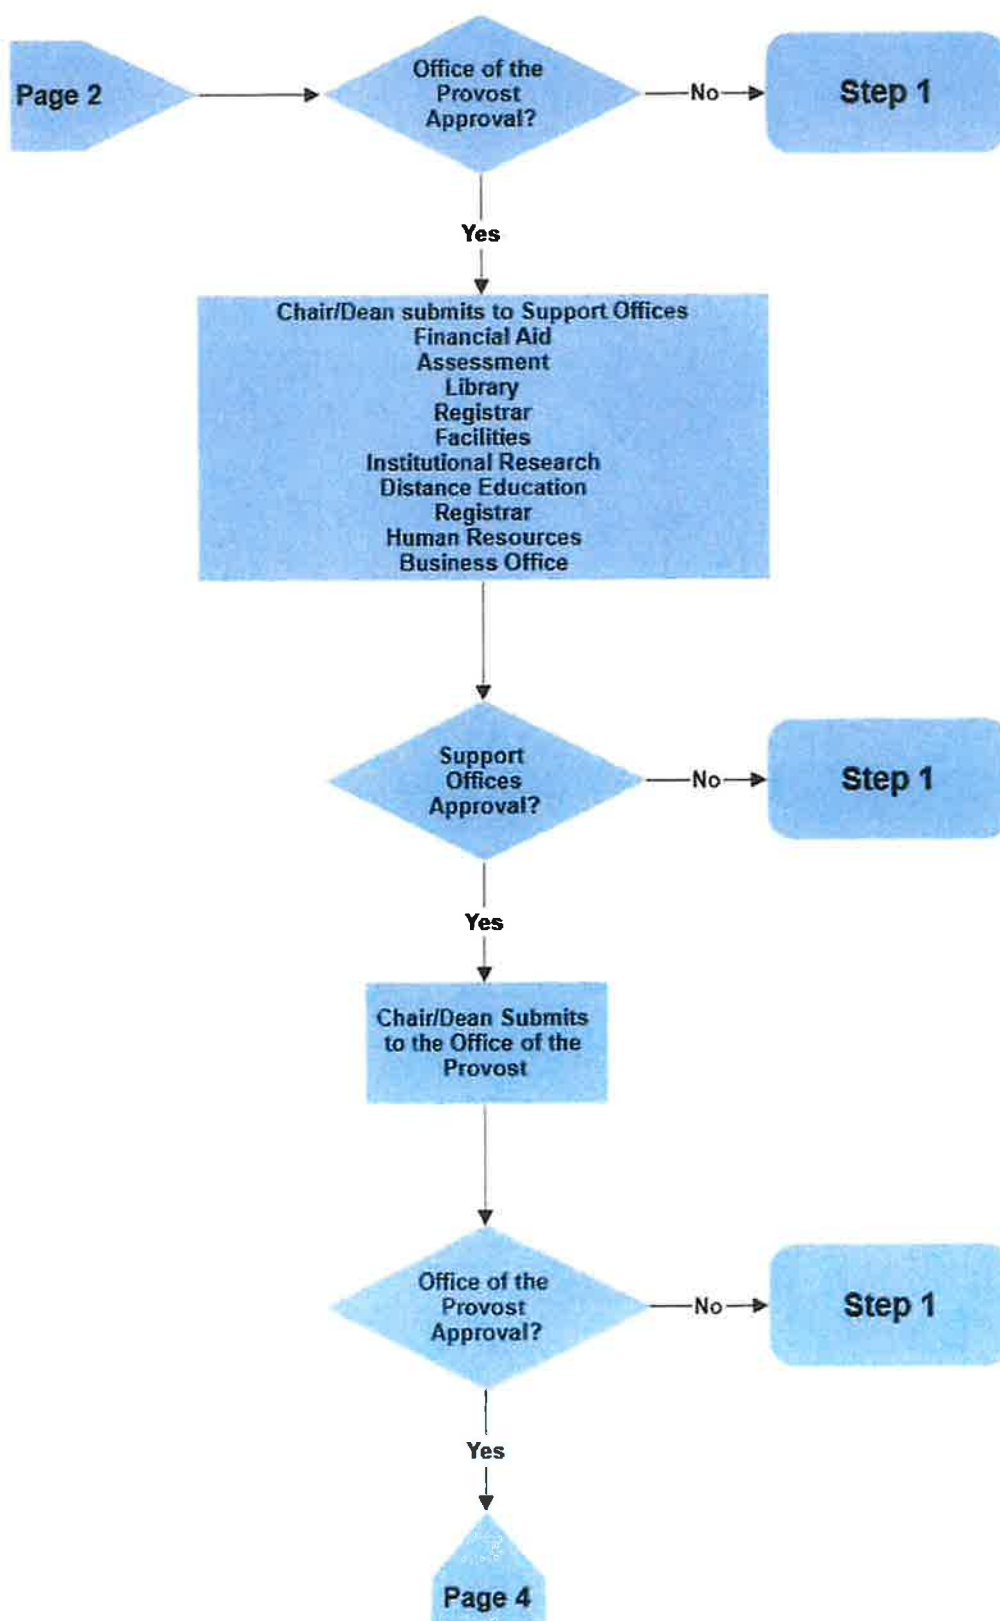 Page 2
Office of the
Provost
Approval?
No
Step 1
Yes
Chair/Dean submits to Support Offices
Financial Aid
Assessment
Library
Registrar
Facilities
Institutional Research
Distance Education
Registrar
Human Resources
Business Office
Support
Offices
Approval?
No
Step 1
Yes
Chair/Dean Submits
to the Office of the
Provost
Office of the
Provost
Approval?
No
Step 1
Yes
Page 4